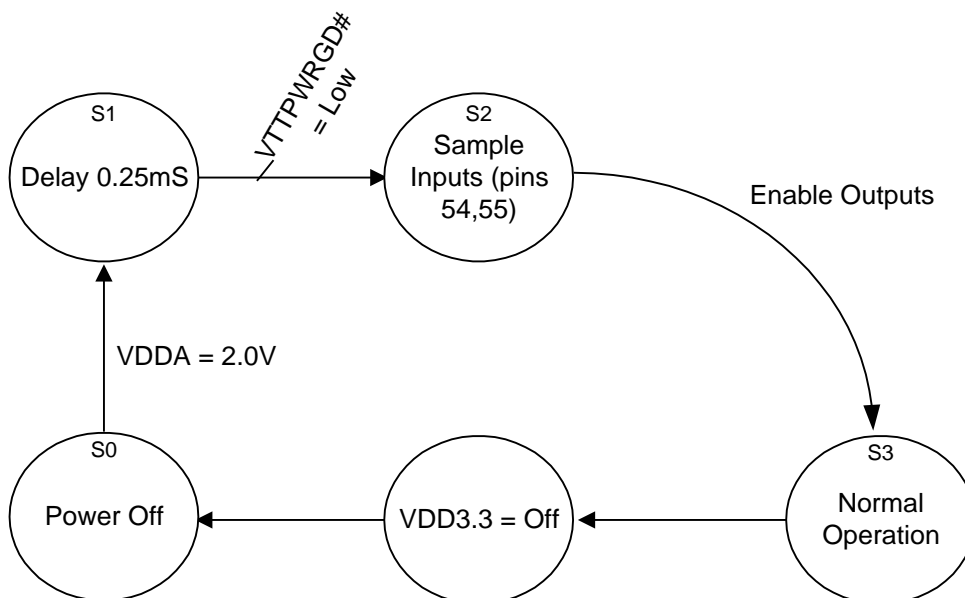 VTTPWRGD#
= Low
S1
Delay 0.25mS
S2
Sample
Inputs (pins
54,55)
Enable Outputs
VDDA = 2.0V
S0
Power Off
VDD3.3 = Off
S3
Normal
Operation